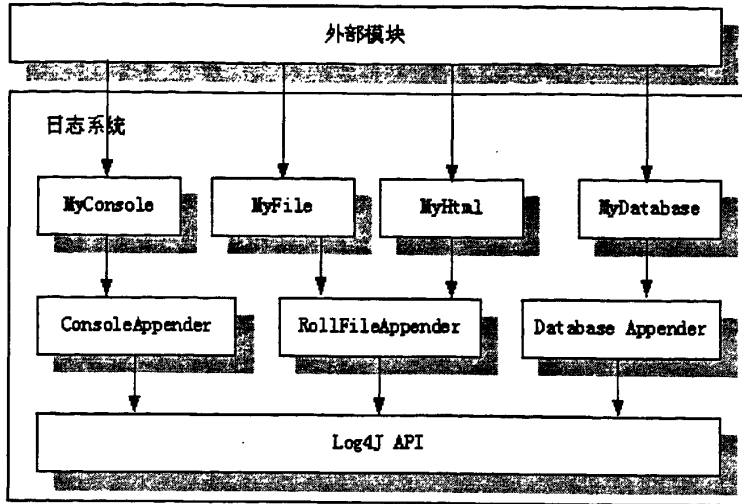 外部模块
日志系统
MyConsole
MyFile
MyHtml
MyDatabase
ConsoleAppender
RollFileAppender
Database Appender
Log4J API